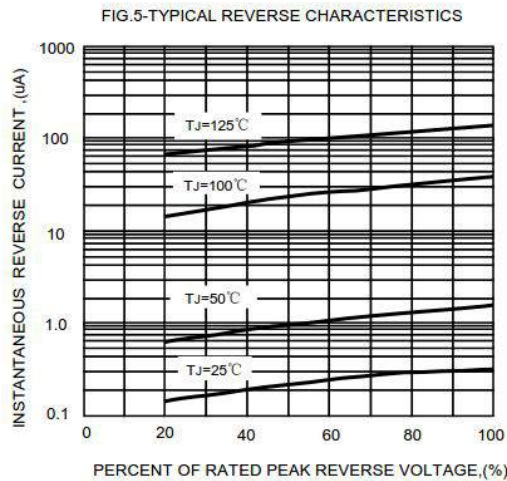 FIG.5-TYPICAL REVERSE CHARACTERISTICS
INSTANTANEOUS REVERSE CURRENT ,(uA)
1000
100
10
1.0
0.1
TJ=125℃
TJ=100℃
TJ=50℃
TJ=25℃
0 20 40 60 80 100
PERCENT OF RATED PEAK REVERSE VOLTAGE,(%)